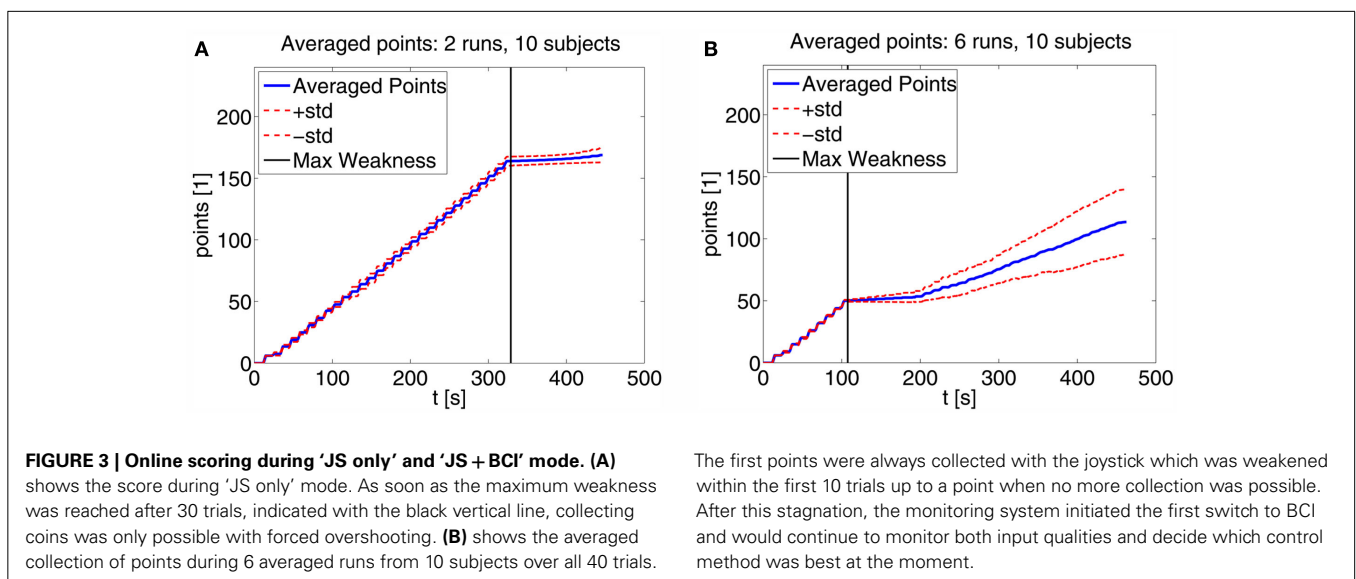 A
Averaged points: 2 runs, 10 subjects
Averaged Points
+std
−std
Max Weakness
200
150
100
50
0
points [1]
0 100 200 300 400 500
t [s]
B
Averaged points: 6 runs, 10 subjects
Averaged Points
+std
−std
Max Weakness
200
150
100
50
0
points [1]
0 100 200 300 400 500
t [s]
FIGURE 3 | Online scoring during ‘JS only’ and ‘JS + BCI’ mode. (A)
shows the score during ‘JS only’ mode. As soon as the maximum weakness
was reached after 30 trials, indicated with the black vertical line, collecting
coins was only possible with forced overshooting. (B) shows the averaged
collection of points during 6 averaged runs from 10 subjects over all 40 trials.
The first points were always collected with the joystick which was weakened
within the first 10 trials up to a point when no more collection was possible.
After this stagnation, the monitoring system initiated the first switch to BCI
and would continue to monitor both input qualities and decide which control
method was best at the moment.